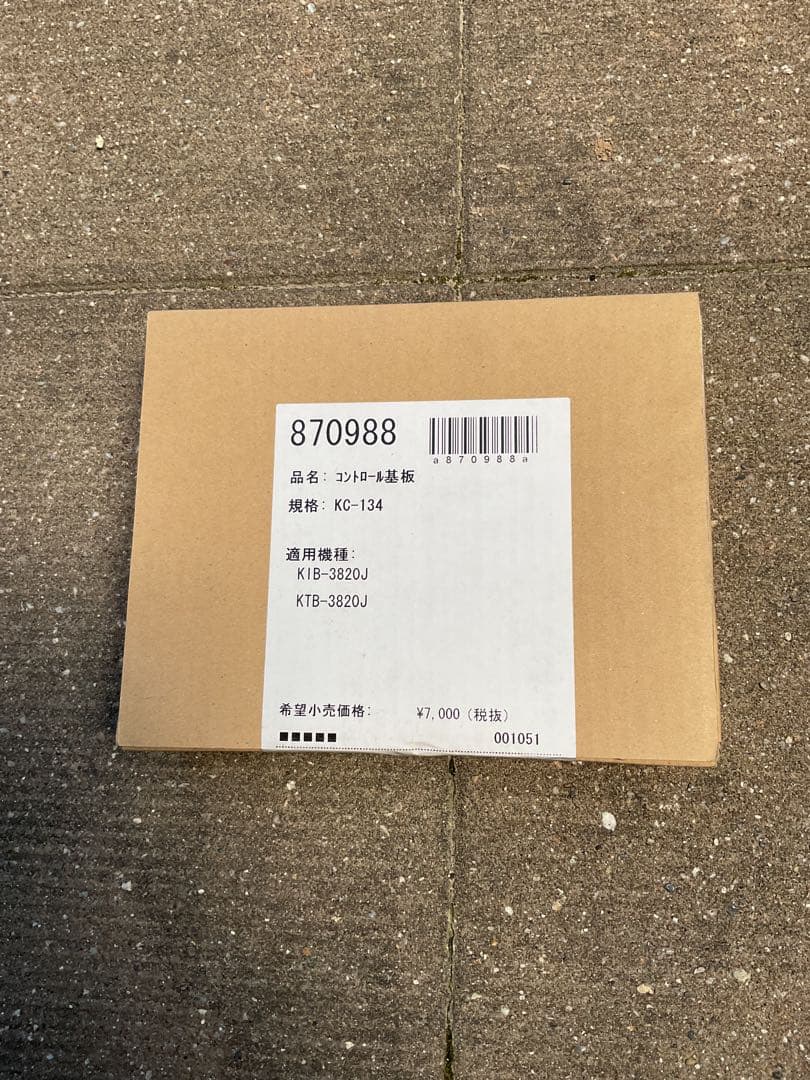 870988
a870988a
品名: ｺﾝﾄﾛｰﾙ基板
規格: KC-134
適用機種:
KIB-3820J
KTB-3820J
希望小売価格: ¥7,000 (税抜)
■■■■■ 001051